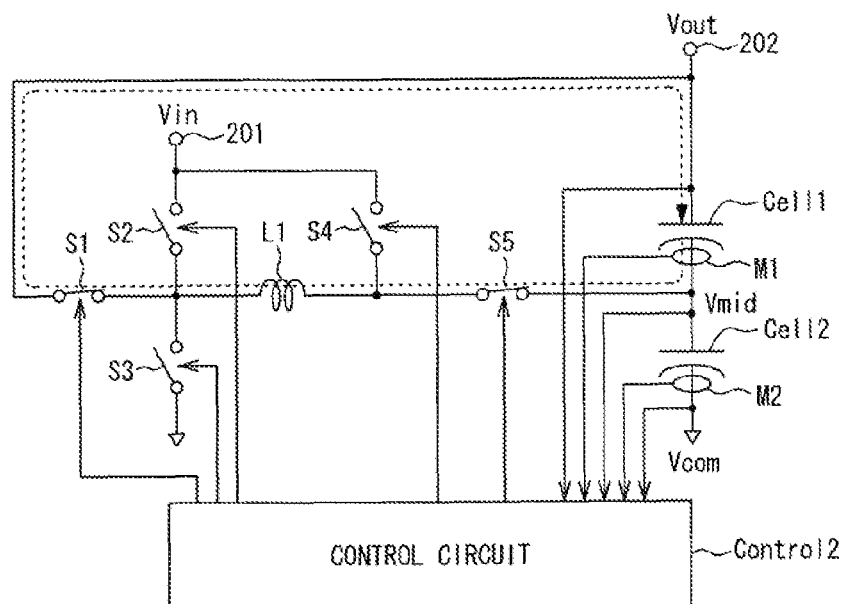 Vout
202
Vin
201
Cell1
S2
L1
S4
S1
S5
M1
Vmid
Cell2
S3
M2
Vcom
CONTROL CIRCUIT
Control2